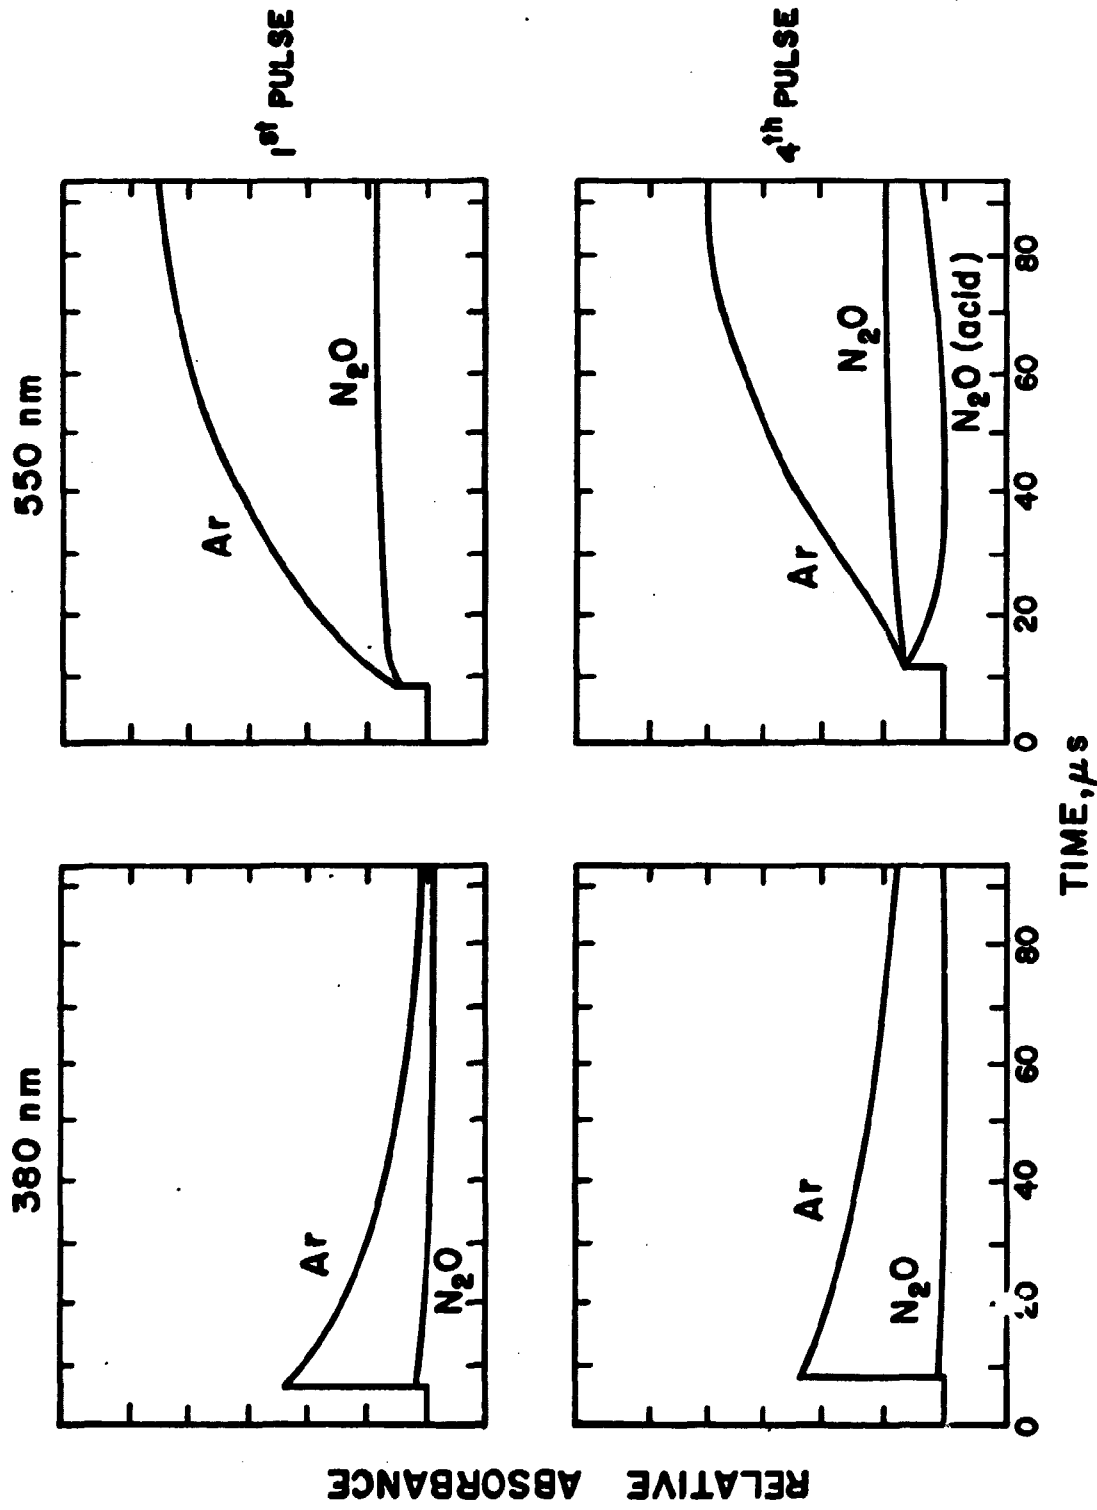 380 nm
550 nm
Ar
N₂O
Ar
N₂O
1st PULSE
Ar
N₂O
Ar
N₂O
N₂O (acid)
4th PULSE
0 20 40 60 80
0 20 40 60 80
TIME, μs
RELATIVE ABSORBANCE